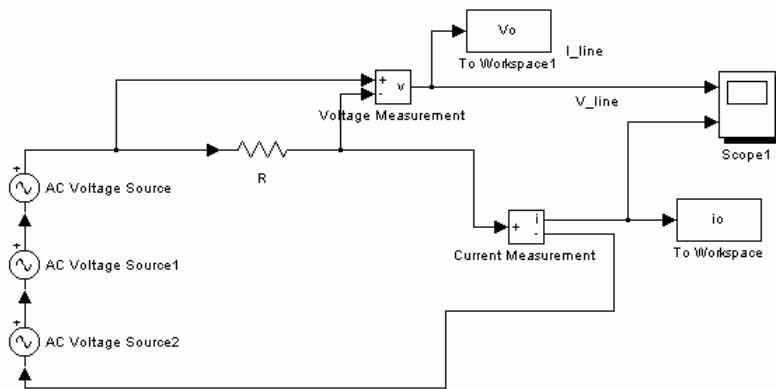 Vo
I_line
To Workspace1
+
v
-
V_line
Voltage Measurement
Scope1
+
AC Voltage Source
R
i
+
-
io
Current Measurement
To Workspace
+
AC Voltage Source1
+
AC Voltage Source2